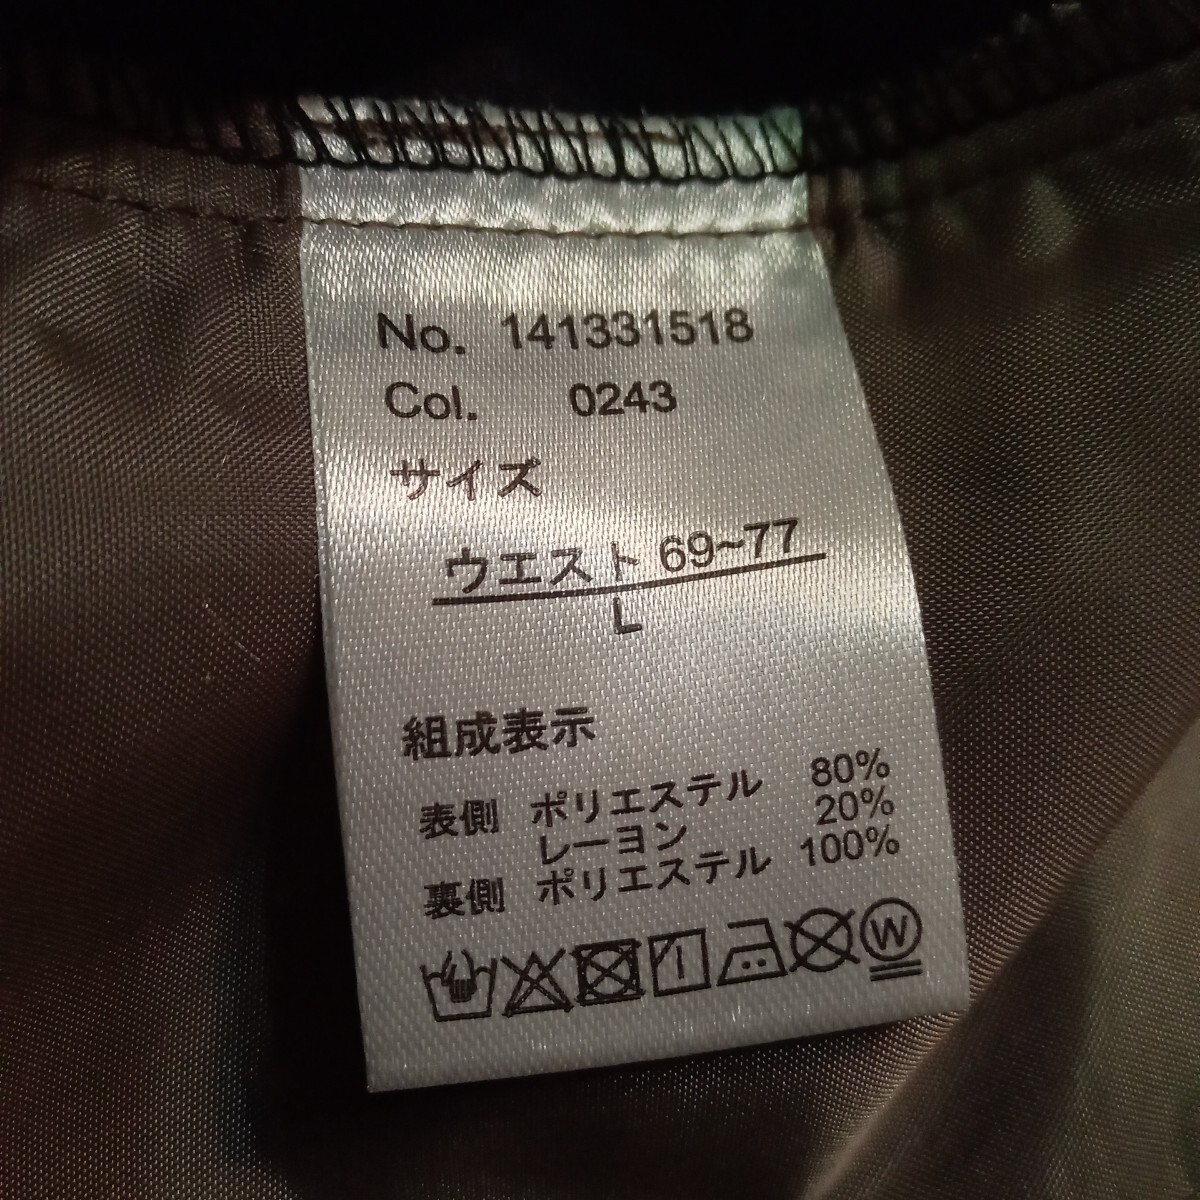 No. 141331518
Col. 0243
サイズ
ウエスト 69~77
L
組成表示
表側 ポリエステル 80%
レーヨン 20%
裏側 ポリエステル 100%
W